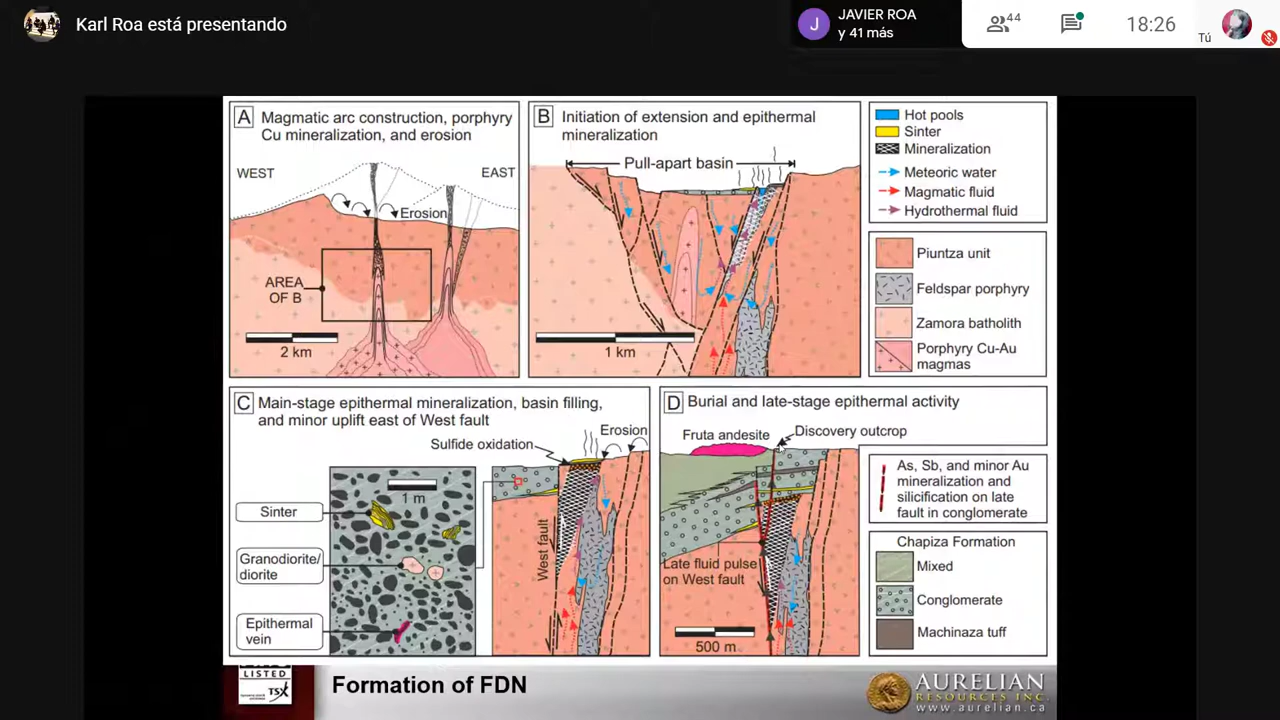 Karl Roa está presentando
J
JAVIER ROA
y 41 más
44
18:26
Tú
A
Magmatic arc construction, porphyry
Cu mineralization, and erosion
WEST
EAST
Erosion
AREA
OF B
2 km
B
Initiation of extension and epithermal
mineralization
Pull-apart basin
1 km
Hot pools
Sinter
Mineralization
Meteoric water
Magmatic fluid
Hydrothermal fluid
Piuntza unit
Feldspar porphyry
Zamora batholith
Porphyry Cu-Au
magmas
C
Main-stage epithermal mineralization, basin filling,
and minor uplift east of West fault
Sulfide oxidation
Erosion
1 m
Sinter
Granodiorite/
diorite
Epithermal
vein
West fault
D
Burial and late-stage epithermal activity
Fruta andesite
Discovery outcrop
Late fluid pulse
on West fault
500 m
As, Sb, and minor Au
mineralization and
silicification on late
fault in conglomerate
Chapiza Formation
Mixed
Conglomerate
Machinaza tuff
LISTED
TSX
Formation of FDN
AURELIAN
RESOURCES INC.
www.aurelian.ca